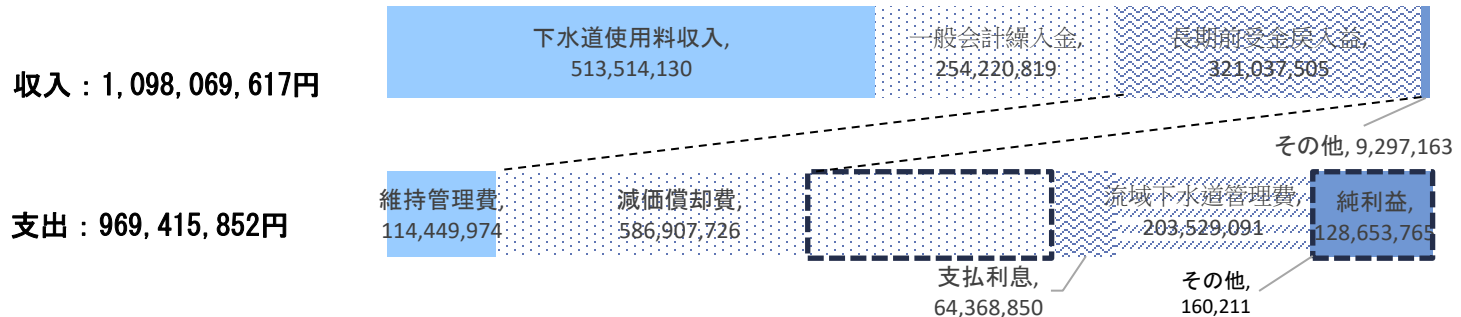 下水道使用料収入,
513,514,130
一般会計繰入金,
254,220,819
長期前受金戻入益,
321,037,505
収入：1,098,069,617円
その他, 9,297,163
維持管理費,
114,449,974
減価償却費,
586,907,726
流域下水道管理費,
203,529,091
純利益,
128,653,765
支出：969,415,852円
支払利息,
64,368,850
その他,
160,211